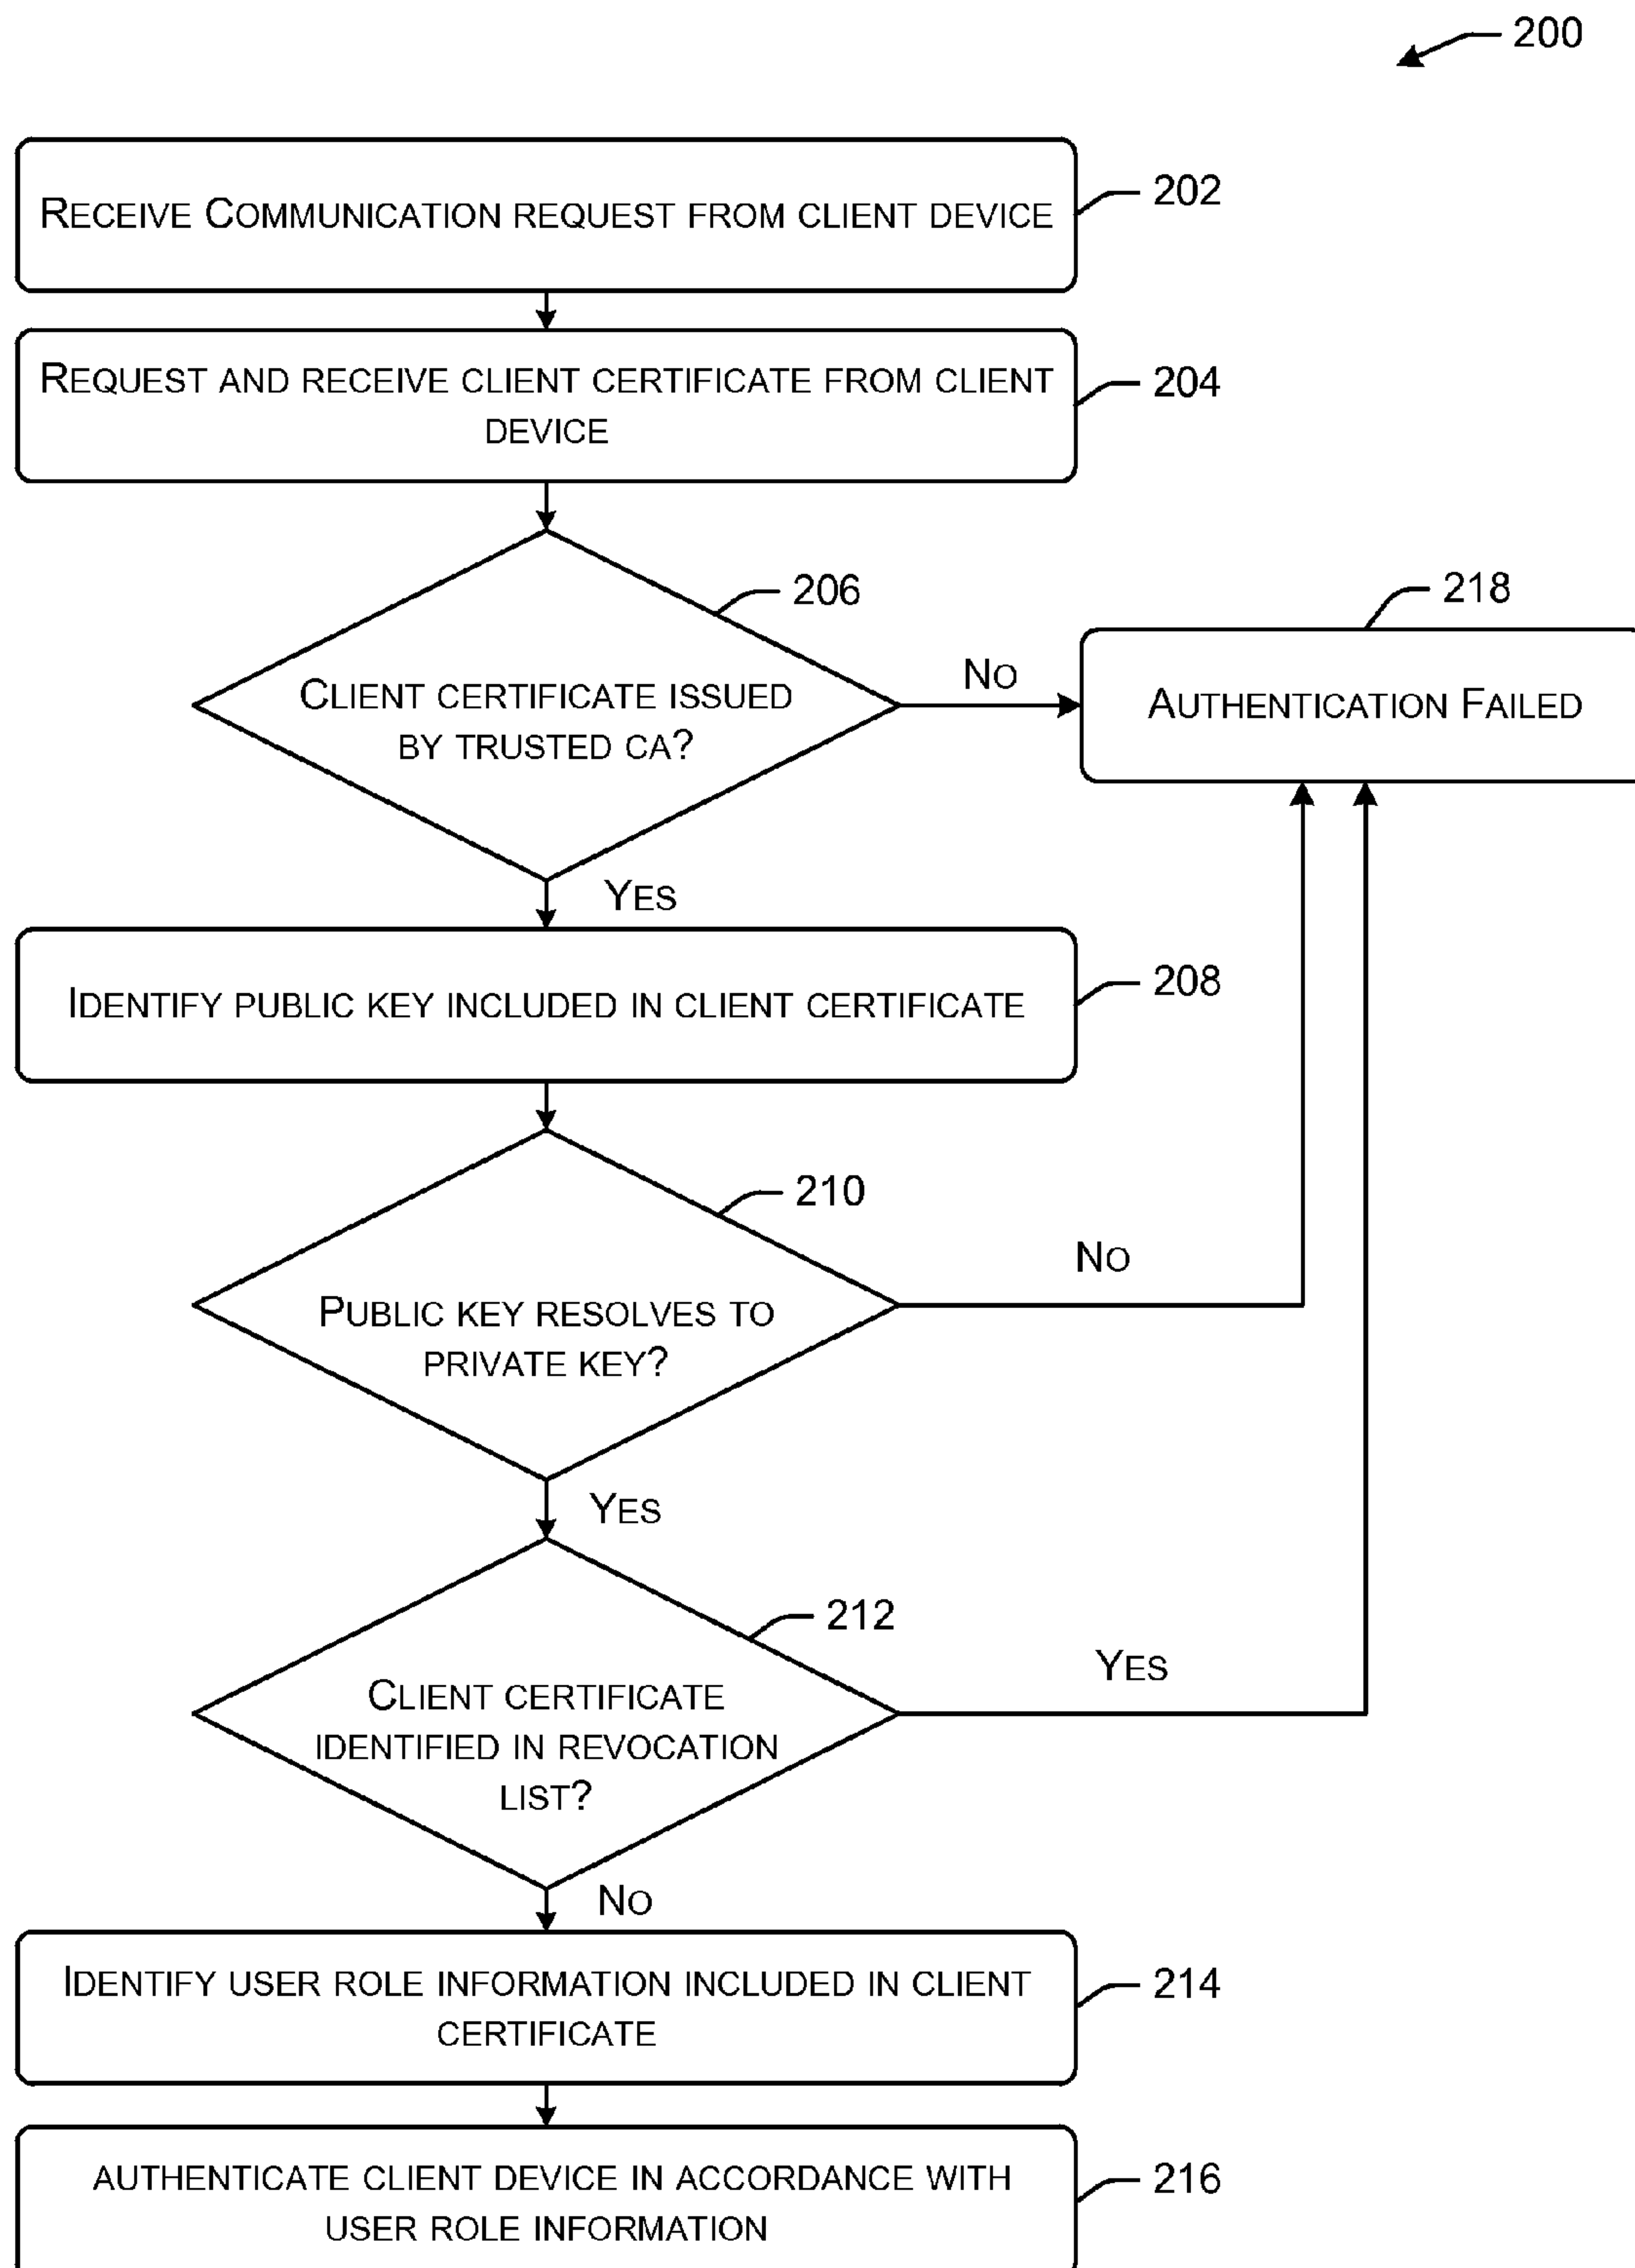 200
RECEIVE COMMUNICATION REQUEST FROM CLIENT DEVICE
202
REQUEST AND RECEIVE CLIENT CERTIFICATE FROM CLIENT
DEVICE
204
206
CLIENT CERTIFICATE ISSUED
BY TRUSTED CA?
NO
218
AUTHENTICATION FAILED
YES
IDENTIFY PUBLIC KEY INCLUDED IN CLIENT CERTIFICATE
208
210
PUBLIC KEY RESOLVES TO
PRIVATE KEY?
NO
YES
212
CLIENT CERTIFICATE
IDENTIFIED IN REVOCATION
LIST?
YES
NO
IDENTIFY USER ROLE INFORMATION INCLUDED IN CLIENT
CERTIFICATE
214
AUTHENTICATE CLIENT DEVICE IN ACCORDANCE WITH
USER ROLE INFORMATION
216